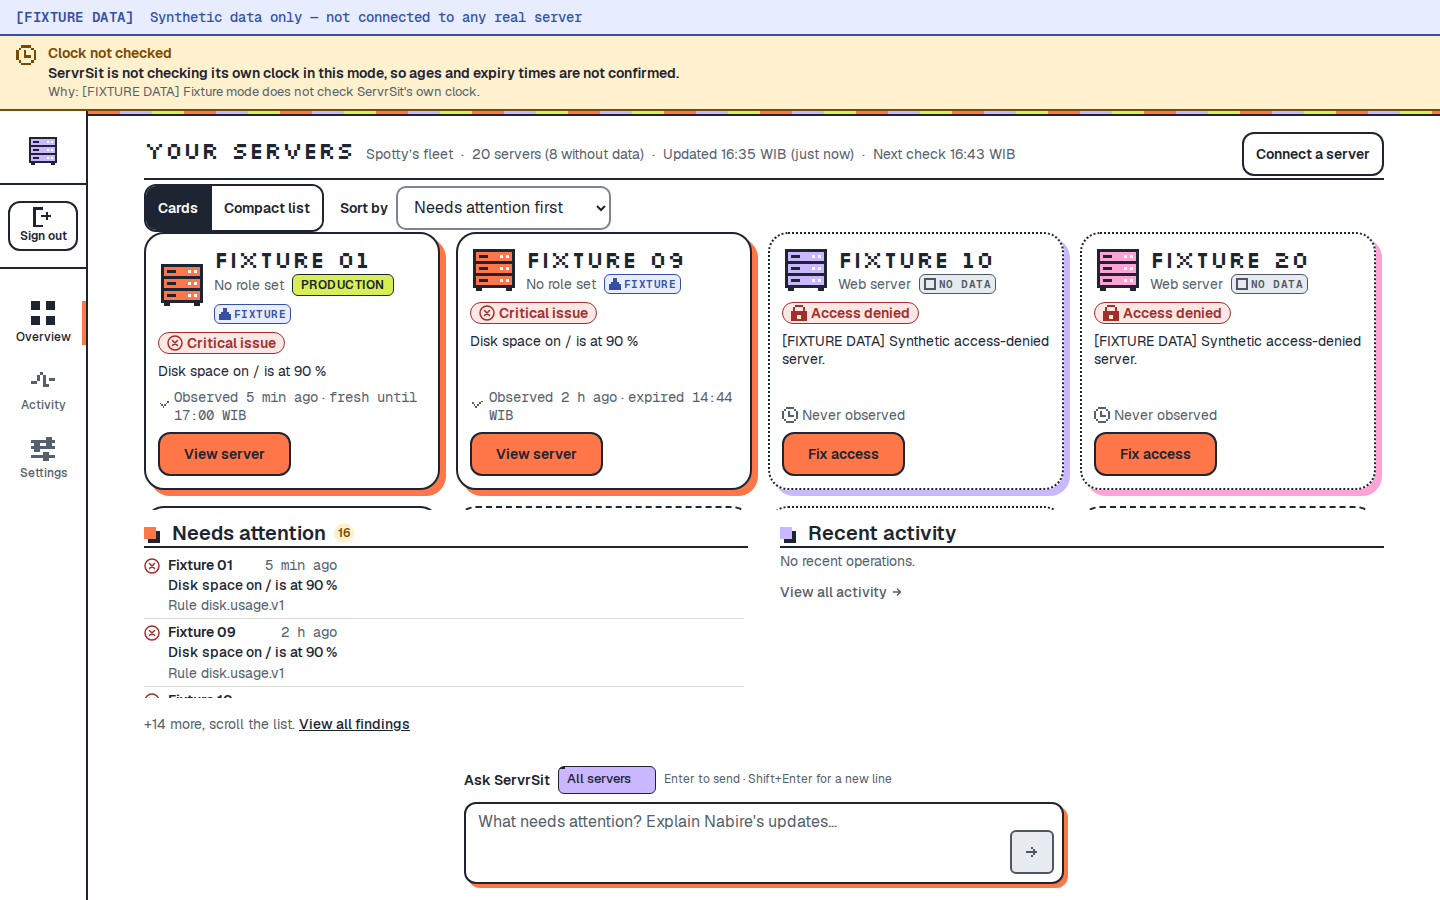 [FIXTURE DATA] Synthetic data only — not connected to any real server
Clock not checked
ServrSit is not checking its own clock in this mode, so ages and expiry times are not confirmed.
Why: [FIXTURE DATA] Fixture mode does not check ServrSit's own clock.
Sign out
Overview
Activity
Settings
YOUR SERVERS
Spotty's fleet · 20 servers (8 without data) · Updated 16:35 WIB (just now) · Next check 16:43 WIB
Connect a server
Cards
Compact list
Sort by
Needs attention first
FIXTURE 01
No role set
PRODUCTION
FIXTURE
Critical issue
Disk space on / is at 90 %
Observed 5 min ago · fresh until
17:00 WIB
View server
FIXTURE 09
No role set
FIXTURE
Critical issue
Disk space on / is at 90 %
Observed 2 h ago · expired 14:44
WIB
View server
FIXTURE 10
Web server
NO DATA
Access denied
[FIXTURE DATA] Synthetic access-denied
server.
Never observed
Fix access
FIXTURE 20
Web server
NO DATA
Access denied
[FIXTURE DATA] Synthetic access-denied
server.
Never observed
Fix access
Needs attention 16
Fixture 01 5 min ago
Disk space on / is at 90 %
Rule disk.usage.v1
Fixture 09 2 h ago
Disk space on / is at 90 %
Rule disk.usage.v1
+14 more, scroll the list. View all findings
Recent activity
No recent operations.
View all activity →
Ask ServrSit
All servers
Enter to send · Shift+Enter for a new line
What needs attention? Explain Nabire's updates...